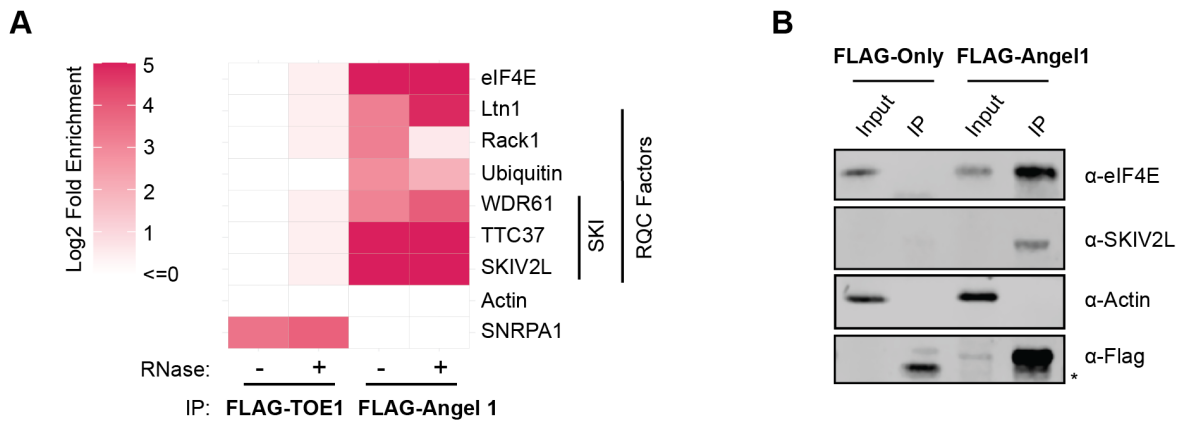 A
Log2 Fold Enrichment
5
4
3
2
1
<=0
eIF4E
Ltn1
Rack1
Ubiquitin
WDR61
TTC37
SKIV2L
Actin
SNRPA1
SKI
RQC Factors
RNase: - + - +
IP: FLAG-TOE1 FLAG-Angel 1
B
FLAG-Only FLAG-Angel1
Input IP Input IP
α-eIF4E
α-SKIV2L
α-Actin
α-Flag
*